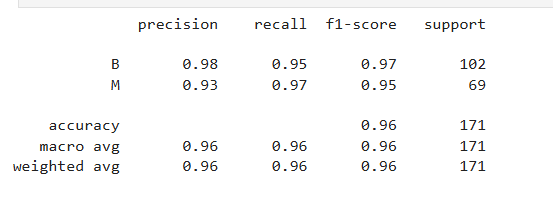 precision recall f1-score support
B 0.98 0.95 0.97 102
M 0.93 0.97 0.95 69
accuracy 0.96 171
macro avg 0.96 0.96 0.96 171
weighted avg 0.96 0.96 0.96 171